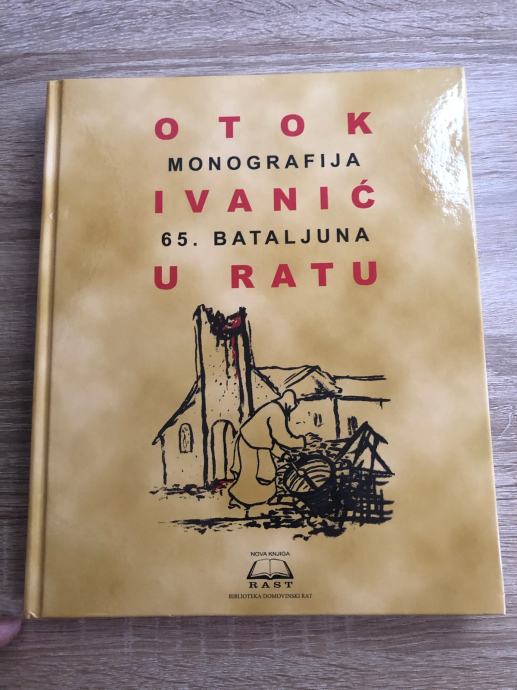 OTOK
MONOGRAFIJA
IVANIĆ
65. BATALJUNA
U RATU
NOVA KNJIGA
RAST
BIBLIOTEKA DOMOVINSKI RAT